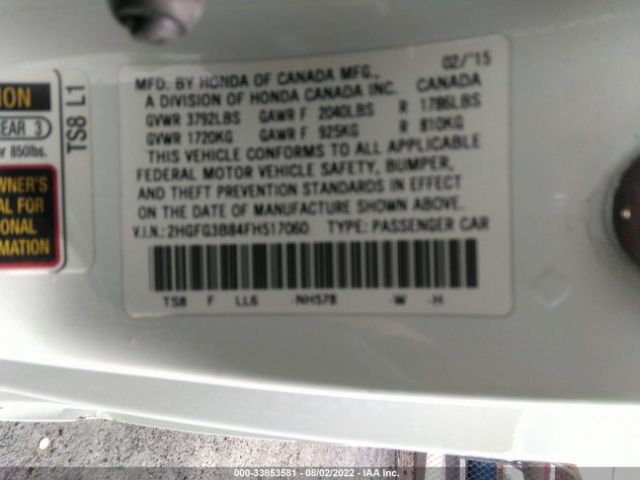 ION
EAR 3
r 850lbs.
WNER'S
AL FOR
IONAL
RMATION
TS8 L1
MFD. BY HONDA OF CANADA MFG., 02/'15
A DIVISION OF HONDA CANADA INC. CANADA
GVWR 3792LBS GAWR F 2040LBS R 1786LBS
GVWR 1720KG GAWR F 925KG R 810KG
THIS VEHICLE CONFORMS TO ALL APPLICABLE
FEDERAL MOTOR VEHICLE SAFETY, BUMPER,
AND THEFT PREVENTION STANDARDS IN EFFECT
ON THE DATE OF MANUFACTURE SHOWN ABOVE.
V.I.N.: 2HGFG3B84FH517060 TYPE: PASSENGER CAR
TS8 F LL6 -NH578 -W -H
000-33853581 - 08/02/2022 - IAA Inc.